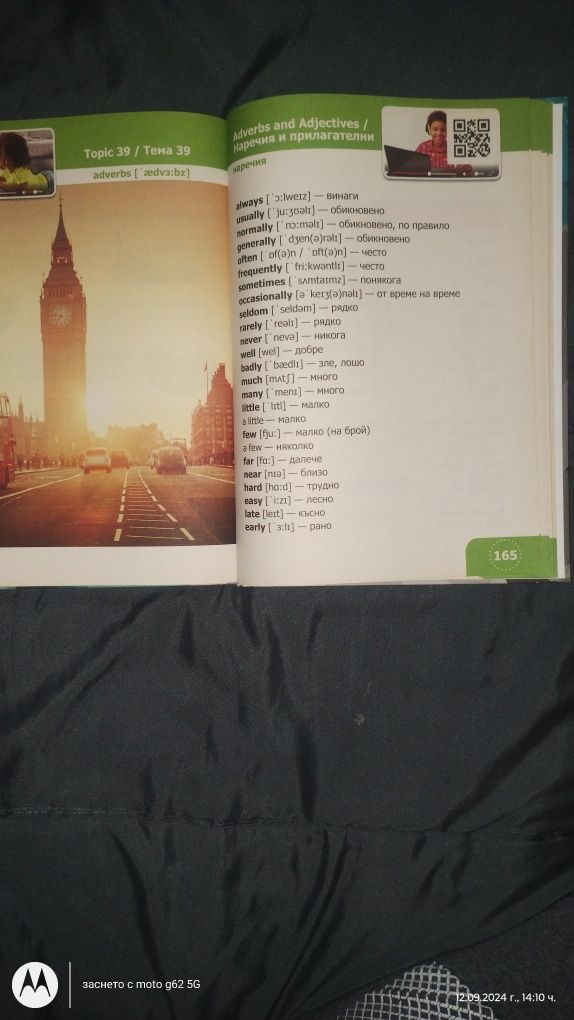 Topic 39 / Тема 39
adverbs [ˈædvɜːbz]
Adverbs and Adjectives /
Наречия и прилагателни
наречия
always [ˈɔːlweɪz] — винаги
usually [ˈjuːʒʊəlɪ] — обикновено
normally [ˈnɔːməlɪ] — обикновено, по правило
generally [ˈdʒen(ə)rəlɪ] — обикновено
often [ˈɒf(ə)n / ˈɒft(ə)n] — често
frequently [ˈfriːkwəntlɪ] — често
sometimes [ˈsʌmtaɪmz] — понякога
occasionally [əˈkeɪʒ(ə)nəlɪ] — от време на време
seldom [ˈseldəm] — рядко
rarely [ˈreəlɪ] — рядко
never [ˈnevə] — никога
well [wel] — добре
badly [ˈbædlɪ] — зле, лошо
much [mʌtʃ] — много
many [ˈmenɪ] — много
little [ˈlɪtl] — малко
a little — малко
few [fjuː] — малко (на брой)
a few — няколко
far [fɑː] — далече
near [nɪə] — близо
hard [hɑːd] — трудно
easy [ˈiːzɪ] — лесно
late [leɪt] — късно
early [ˈɜːlɪ] — рано
165
заснето с moto g62 5G
12.09.2024 г., 14:10 ч.